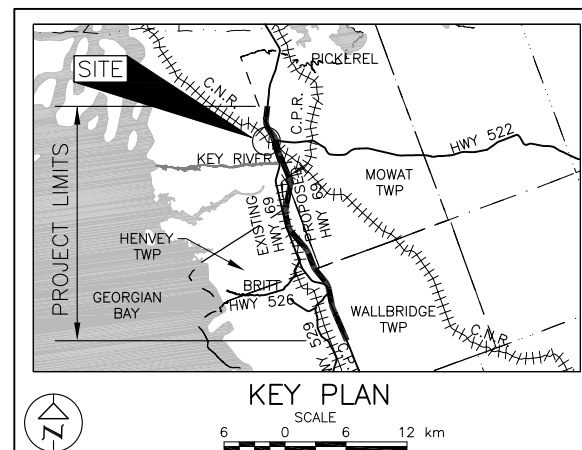 PICKEREL
SITE
C.N.R.
C.P.R.
HWY 522
KEY RIVER
MOWAT
TWP
PROJECT LIMITS
EXISTING
HWY 69
PROPOSED
HWY 69
HENVEY
TWP
BRITT
HWY 526
GEORGIAN
BAY
WALLBRIDGE
TWP
529
C.N.R.
KEY PLAN
SCALE
6 0 6 12 km
N